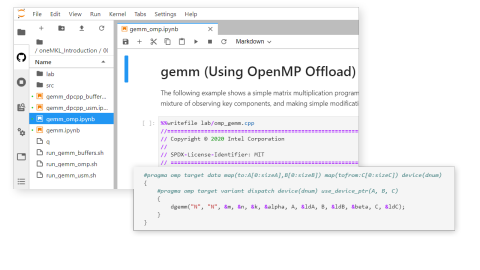 File Edit View Run Kernel Tabs Settings Help
gemm_omp.ipynb
Markdown
/ oneMKL_Introduction / 0l
Name
lab
src
gemm_dpcpp_buffer...
gemm_dpcpp_usm.ip...
gemm_omp.ipynb
gemm.ipynb
q
run_gemm_buffers.sh
run_gemm_omp.sh
run_gemm_usm.sh
gemm (Using OpenMP Offload)
The following example shows a simple matrix multiplication program
mixture of observing key components, and making simple modificati
[ ]: %%writefile lab/omp_gemm.cpp
//==================================================
// Copyright © 2020 Intel Corporation
//
// SPDX-License-Identifier: MIT
// ==================================================
#pragma omp target data map(to:A[0:sizeA],B[0:sizeB]) map(tofrom:C[0:sizeC]) device(dnum)
{
#pragma omp target variant dispatch device(dnum) use_device_ptr(A, B, C)
{
dgemm("N", "N", &m, &n, &k, &alpha, A, &ldA, B, &ldB, &beta, C, &ldC);
}
}